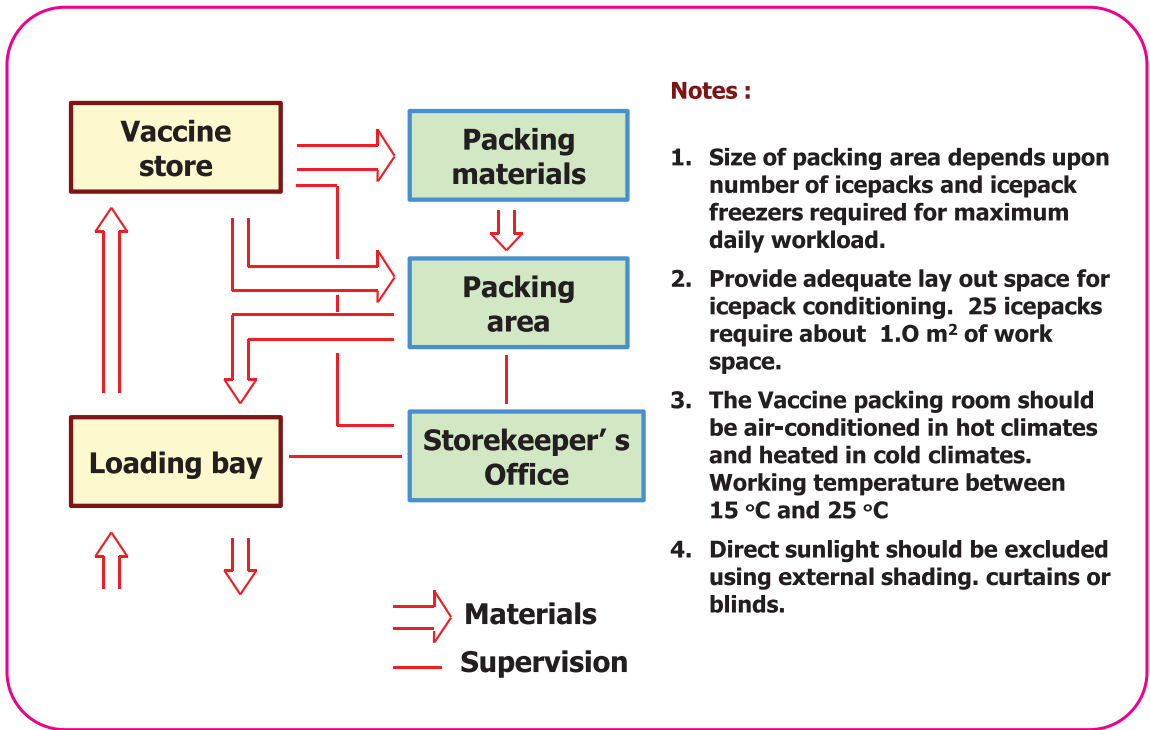 Vaccine
store
Packing
materials
Packing
area
Loading bay
Storekeeper’ s
Office
Materials
Supervision
Notes :
1. Size of packing area depends upon
number of icepacks and icepack
freezers required for maximum
daily workload.
2. Provide adequate lay out space for
icepack conditioning. 25 icepacks
require about 1.O m² of work
space.
3. The Vaccine packing room should
be air-conditioned in hot climates
and heated in cold climates.
Working temperature between
15 °C and 25 °C
4. Direct sunlight should be excluded
using external shading. curtains or
blinds.